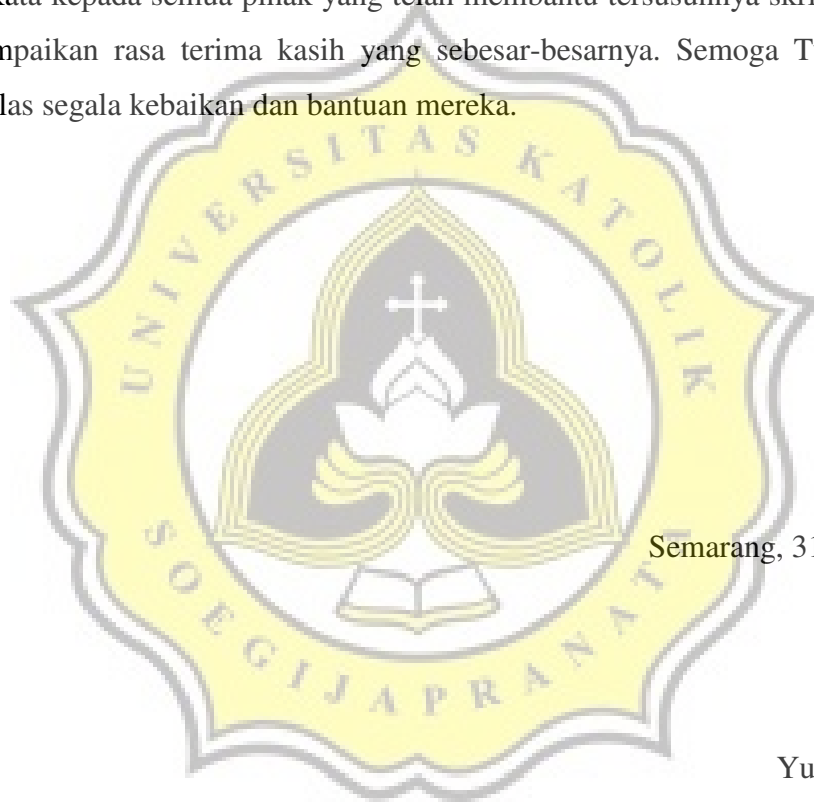 kata kepada semua pihak yang telah membantu tersusunnya skri
mpaikan rasa terima kasih yang sebesar-besarnya. Semoga T
las segala kebaikan dan bantuan mereka.
UNIVERSITAS KATOLIK
Semarang, 31
SOEGIJAPRANATA
Yu